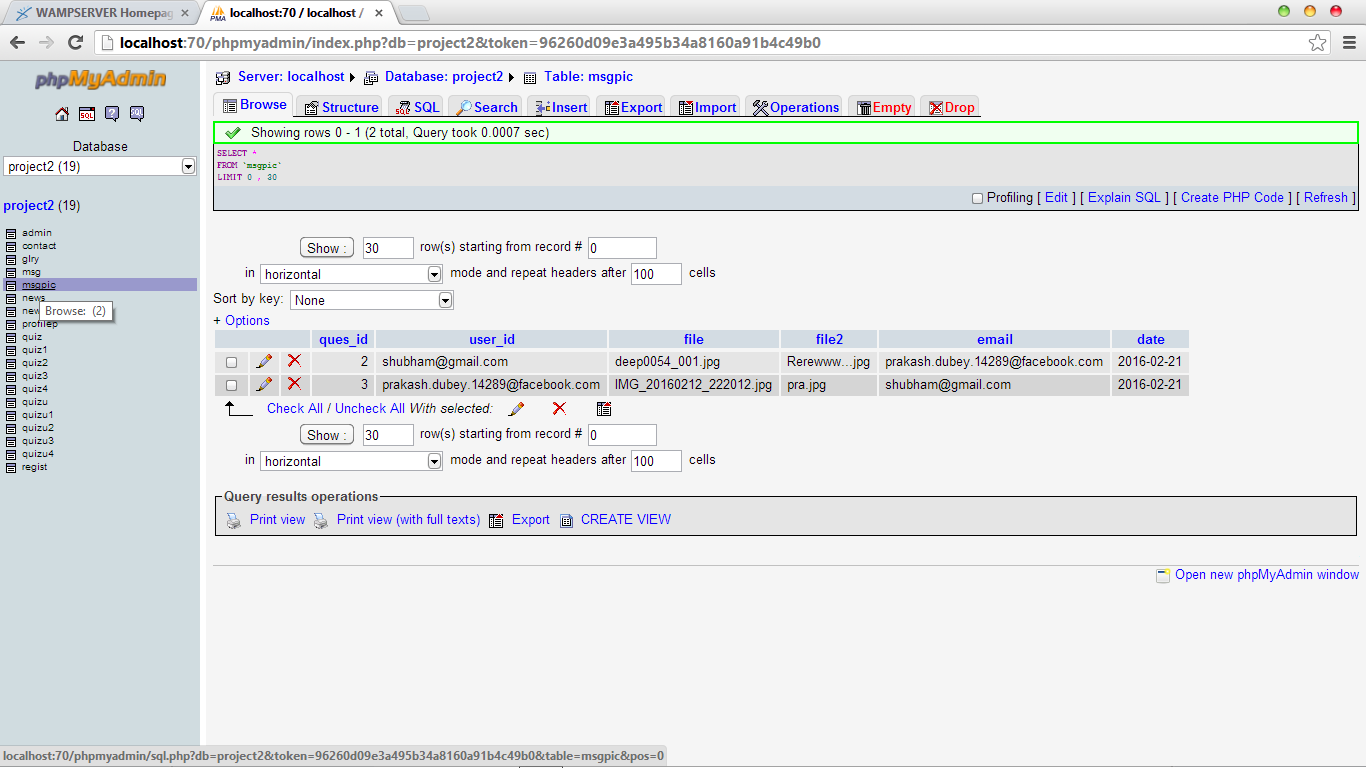 WAMPSERVER Homepag
localhost:70 / localhost /
localhost:70/phpmyadmin/index.php?db=project2&token=96260d09e3a495b34a8160a91b4c49b0
phpMyAdmin
SQL
Database
project2 (19)
project2 (19)
admin
contact
glry
msg
msgpic
news
new
profilep
quiz
quiz1
quiz2
quiz3
quiz4
quizu
quizu1
quizu2
quizu3
quizu4
regist
Browse: (2)
Server: localhost Database: project2 Table: msgpic
Browse Structure SQL Search Insert Export Import Operations Empty Drop
Showing rows 0 - 1 (2 total, Query took 0.0007 sec)
SELECT *
FROM `msgpic`
LIMIT 0 , 30
Profiling [ Edit ] [ Explain SQL ] [ Create PHP Code ] [ Refresh ]
Show : 30 row(s) starting from record # 0
in horizontal mode and repeat headers after 100 cells
Sort by key: None
+ Options
ques_id user_id file file2 email date
2 shubham@gmail.com deep0054_001.jpg Rerewww...jpg prakash.dubey.14289@facebook.com 2016-02-21
3 prakash.dubey.14289@facebook.com IMG_20160212_222012.jpg pra.jpg shubham@gmail.com 2016-02-21
Check All / Uncheck All With selected:
Show : 30 row(s) starting from record # 0
in horizontal mode and repeat headers after 100 cells
Query results operations
Print view Print view (with full texts) Export CREATE VIEW
Open new phpMyAdmin window
localhost:70/phpmyadmin/sql.php?db=project2&token=96260d09e3a495b34a8160a91b4c49b0&table=msgpic&pos=0